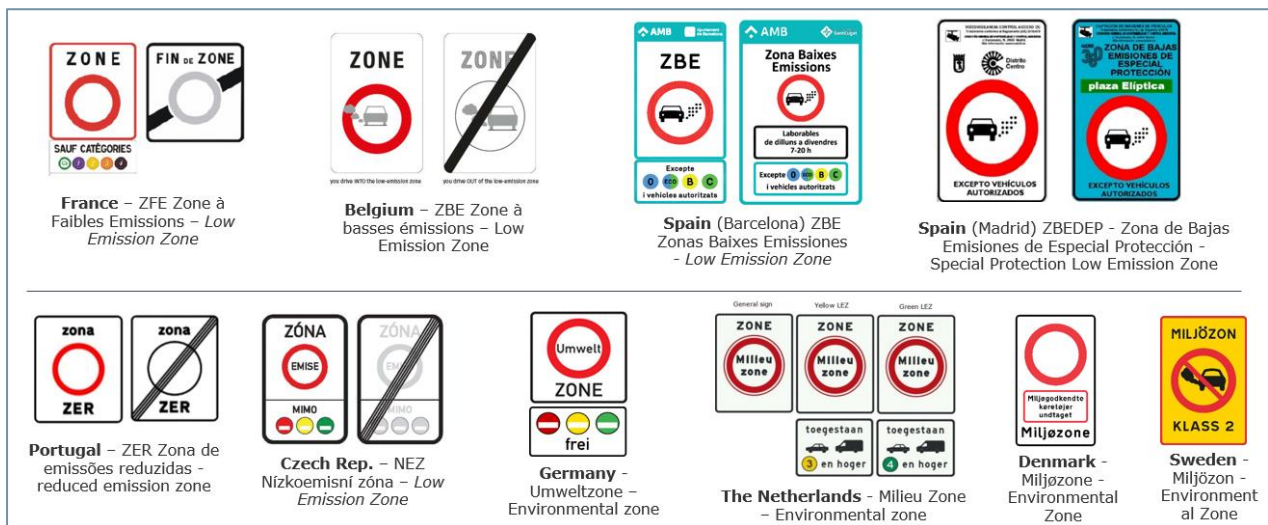 ZONE
SAUF CATÉGORIES
FIN DE ZONE
France – ZFE Zone à
Faibles Emissions – Low
Emission Zone
ZONE
you drive INTO the low-emission zone
you drive OUT of the low-emission zone
Belgium – ZBE Zone à
basses émissions – Low
Emission Zone
AMB
ZBE
Excepte
0 ECO B C
i vehicles autoritzats
AMB
Zona Baixes
Emissions
Laborables
de dilluns a divendres
7-20 h
Excepte 0 ECO B C
i vehicles autoritzats
Spain (Barcelona) ZBE
Zonas Baixes Emissiones
- Low Emission Zone
Distrito
Centro
EXCEPTO VEHÍCULOS
AUTORIZADOS
ZONA DE BAJAS
EMISIONES DE
ESPECIAL
PROTECCIÓN
plaza Elíptica
EXCEPTO VEHÍCULOS
AUTORIZADOS
Spain (Madrid) ZBEDEP - Zona de Bajas
Emisiones de Especial Protección -
Special Protection Low Emission Zone
zona
ZER
zona
ZER
Portugal – ZER Zona de
emissões reduzidas -
reduced emission zone
ZÓNA
EMISE
MIMO
ZÓNA
MIMO
Czech Rep. – NEZ
Nízkoemisní zóna – Low
Emission Zone
Umwelt
ZONE
frei
Germany -
Umweltzone –
Environmental zone
General sign
ZONE
Milieu
zone
Yellow LEZ
ZONE
Milieu
zone
toegestaan
3 en hoger
Green LEZ
ZONE
Milieu
zone
toegestaan
4 en hoger
The Netherlands - Milieu Zone
– Environmental zone
Miljøgodkendte
køretøjer
undtaget
Miljøzone
Denmark -
Miljøzone -
Environmental
Zone
MILJÖZON
KLASS 2
Sweden -
Miljözon -
Environment
al Zone